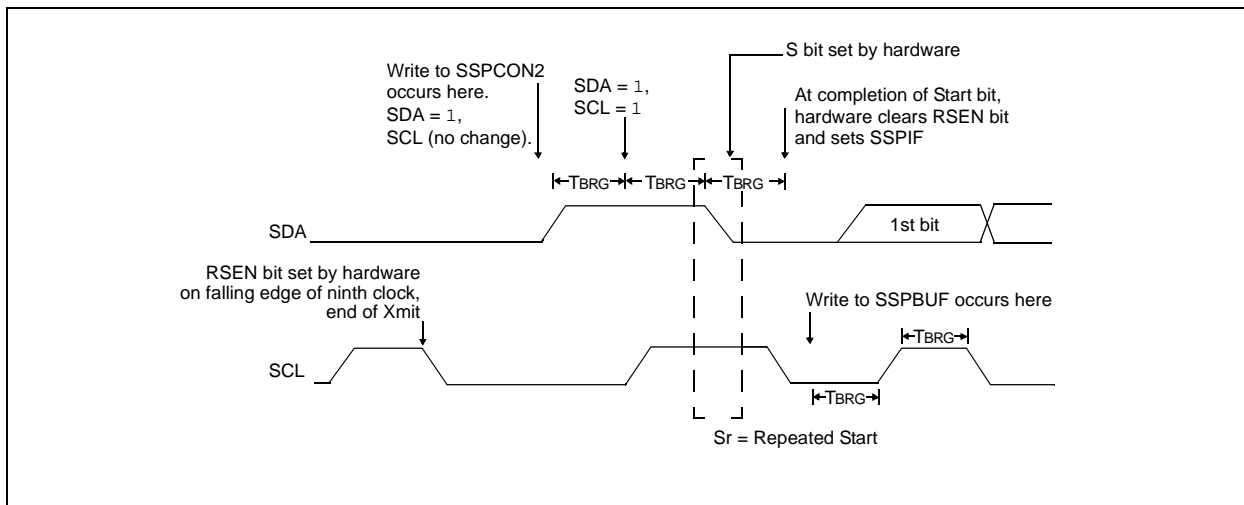 S bit set by hardware
Write to SSPCON2
occurs here.
SDA = 1,
SCL (no change).
SDA = 1,
SCL = 1
At completion of Start bit,
hardware clears RSEN bit
and sets SSPIF
TBRG
TBRG
TBRG
SDA
1st bit
RSEN bit set by hardware
on falling edge of ninth clock,
end of Xmit
Write to SSPBUF occurs here
TBRG
SCL
TBRG
Sr = Repeated Start